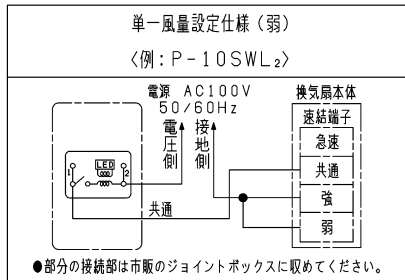 単一風量設定仕様（弱）
〈例：P-10SWL₂〉
電源 AC100V
50/60Hz
電圧側
接地側
換気扇本体
速結端子
急速
共通
強
弱
LED
1
2
共通
●部分の接続部は市販のジョイントボックスに収めてください。